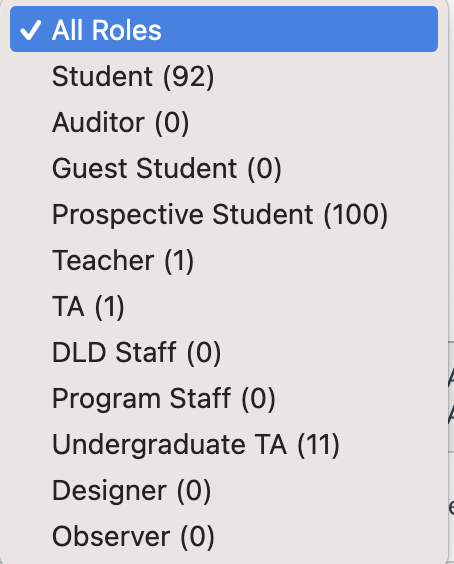 ✓ All Roles
Student (92)
Auditor (0)
Guest Student (0)
Prospective Student (100)
Teacher (1)
TA (1)
DLD Staff (0)
Program Staff (0)
Undergraduate TA (11)
Designer (0)
Observer (0)